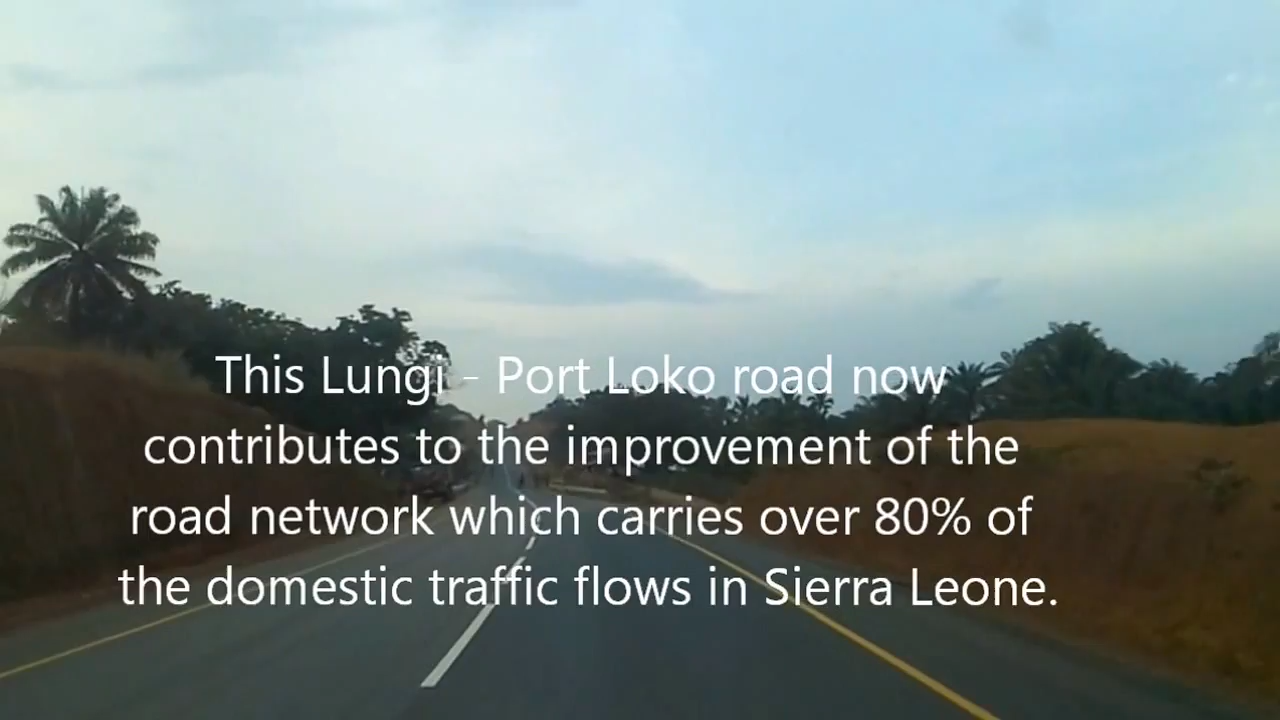 This Lungi - Port Loko road now
contributes to the improvement of the
road network which carries over 80% of
the domestic traffic flows in Sierra Leone.